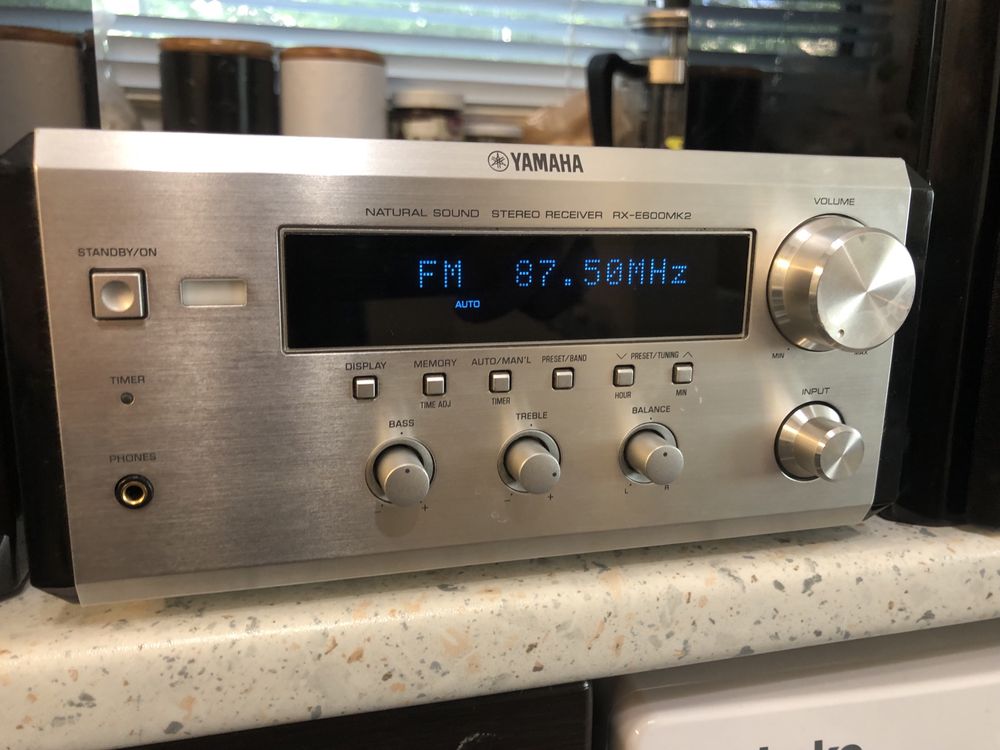 YAMAHA
VOLUME
NATURAL SOUND STEREO RECEIVER RX-E600MK2
STANDBY/ON
FM 87.50MHz
AUTO
MIN MAX
DISPLAY MEMORY AUTO/MAN'L PRESET/BAND PRESET/TUNING
TIME ADJ TIMER HOUR MIN
TIMER
INPUT
BASS TREBLE BALANCE
PHONES
- + - + L R